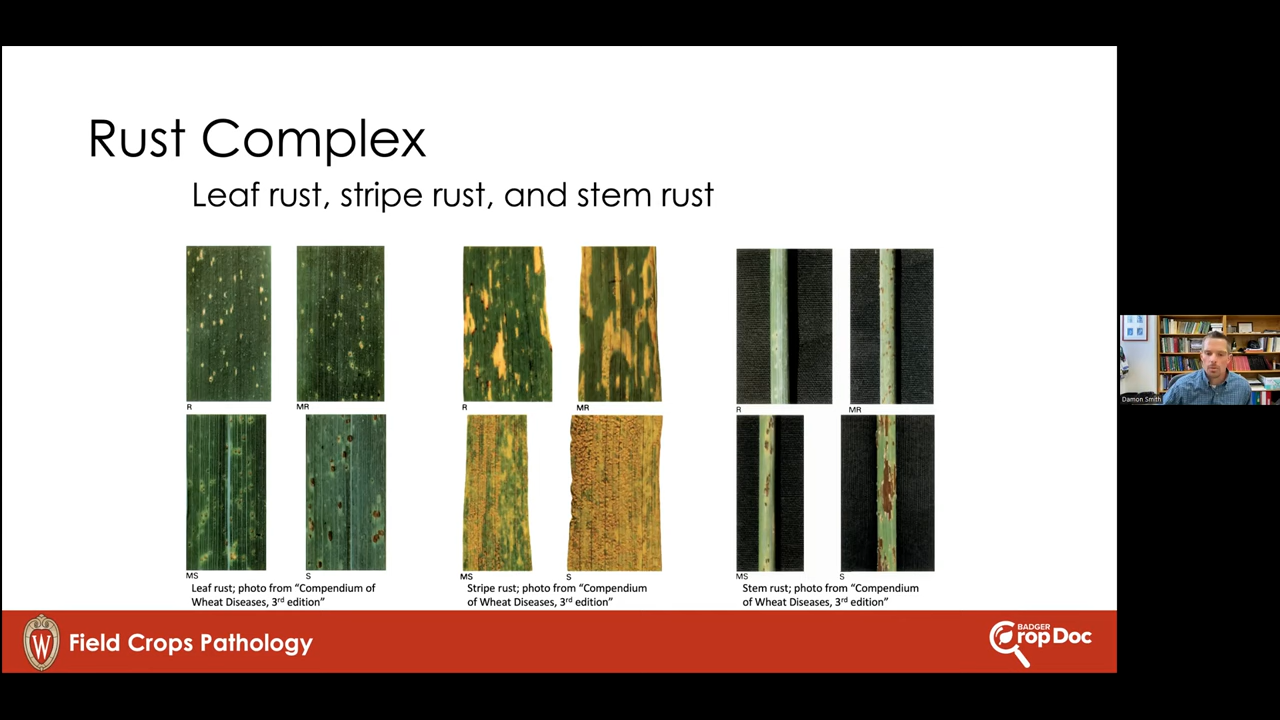 Rust Complex
Leaf rust, stripe rust, and stem rust
R
MR
R
MR
R
MR
MS
S
MS
S
MS
S
Leaf rust; photo from “Compendium of
Wheat Diseases, 3rd edition”
Stripe rust; photo from “Compendium
of Wheat Diseases, 3rd edition”
Stem rust; photo from “Compendium
of Wheat Diseases, 3rd edition”
Damon Smith
W
Field Crops Pathology
BADGER
CropDoc